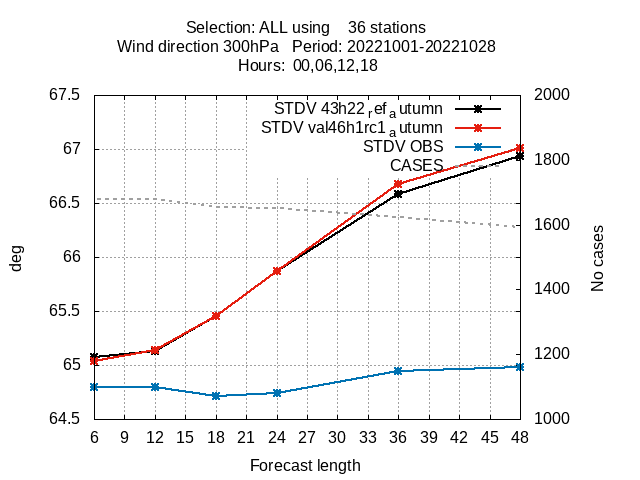 Selection: ALL using    36 stations
Wind direction 300hPa   Period: 20221001-20221028
Hours:  00,06,12,18
67.5
67
66.5
66
65.5
65
64.5
2000
1800
1600
1400
1200
1000
STDV 43h22ref autumn
STDV val46h1rc1autumn
STDV OBS
CASES
deg
No cases
6 9 12 15 18 21 24 27 30 33 36 39 42 45 48
Forecast length